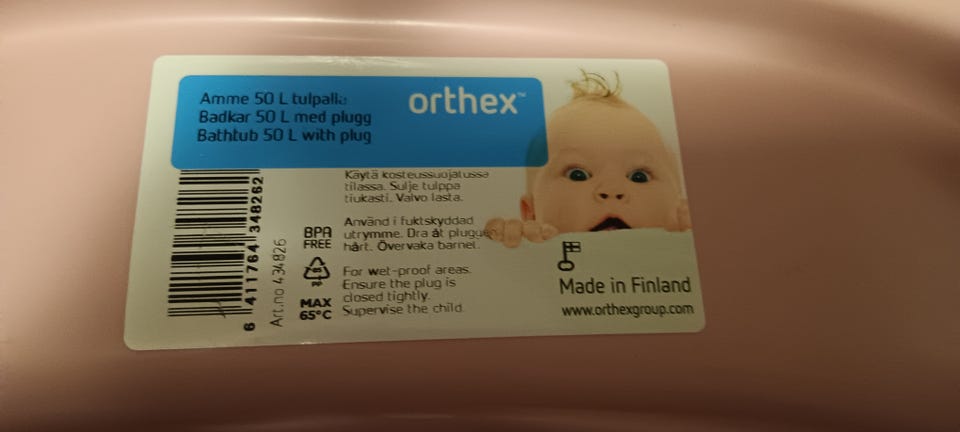 Amme 50 L tulpalla
Badkar 50 L med plugg
Bathtub 50 L with plug
orthex™
Käytä kosteussuojatussa
tilassa. Sulje tulppa
tiukasti. Valvo lasta.
Använd i fuktskyddad
utrymme. Dra åt pluggen
hårt. Övervaka barnet.
For wet-proof areas.
Ensure the plug is
closed tightly.
Supervise the child.
BPA
FREE
PP
MAX
65°C
6 411764 348262
Art.no 434826
Made in Finland
www.orthexgroup.com